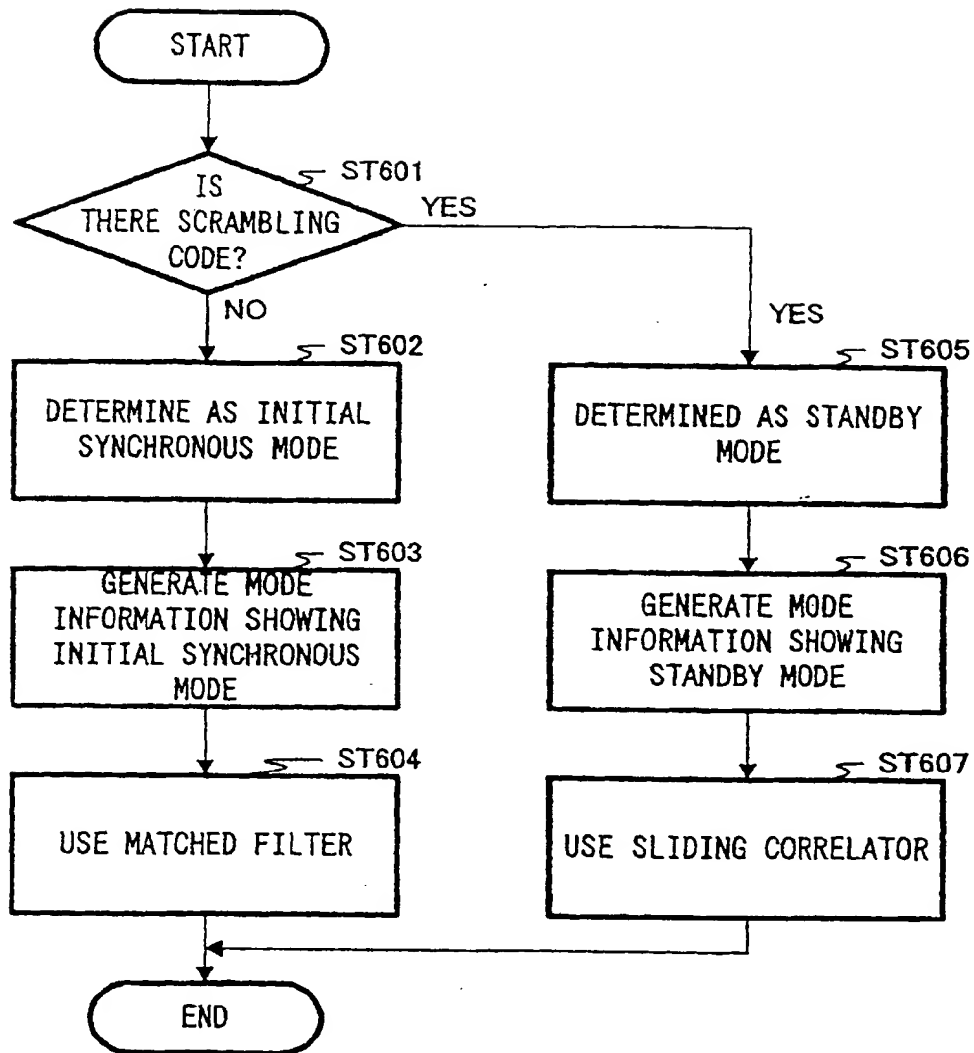 START
ST601
IS
THERE SCRAMBLING
CODE?
YES
NO
YES
ST602
DETERMINE AS INITIAL
SYNCHRONOUS MODE
ST605
DETERMINED AS STANDBY
MODE
ST603
GENERATE MODE
INFORMATION SHOWING
INITIAL SYNCHRONOUS
MODE
ST606
GENERATE MODE
INFORMATION SHOWING
STANDBY MODE
ST604
USE MATCHED FILTER
ST607
USE SLIDING CORRELATOR
END